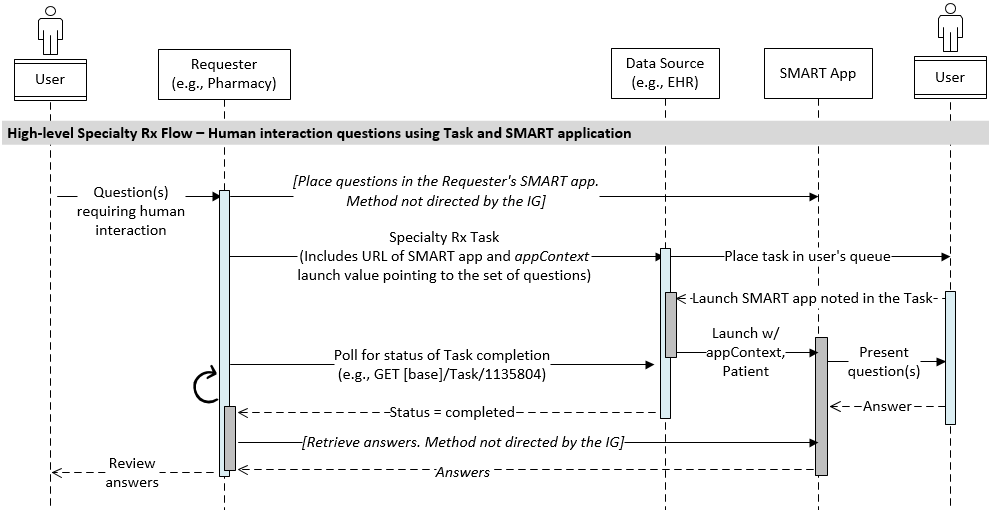 User
Requester
(e.g., Pharmacy)
Data Source
(e.g., EHR)
SMART App
User
High-level Specialty Rx Flow – Human interaction questions using Task and SMART application
Question(s)
requiring human
interaction
[Place questions in the Requester's SMART app.
Method not directed by the IG]
Specialty Rx Task
(Includes URL of SMART app and appContext
launch value pointing to the set of questions)
Place task in user's queue
Launch SMART app noted in the Task
Launch w/
appContext,
Patient
Present
question(s)
Poll for status of Task completion
(e.g., GET [base]/Task/1135804)
Answer
Status = completed
[Retrieve answers. Method not directed by the IG]
Review
answers
Answers